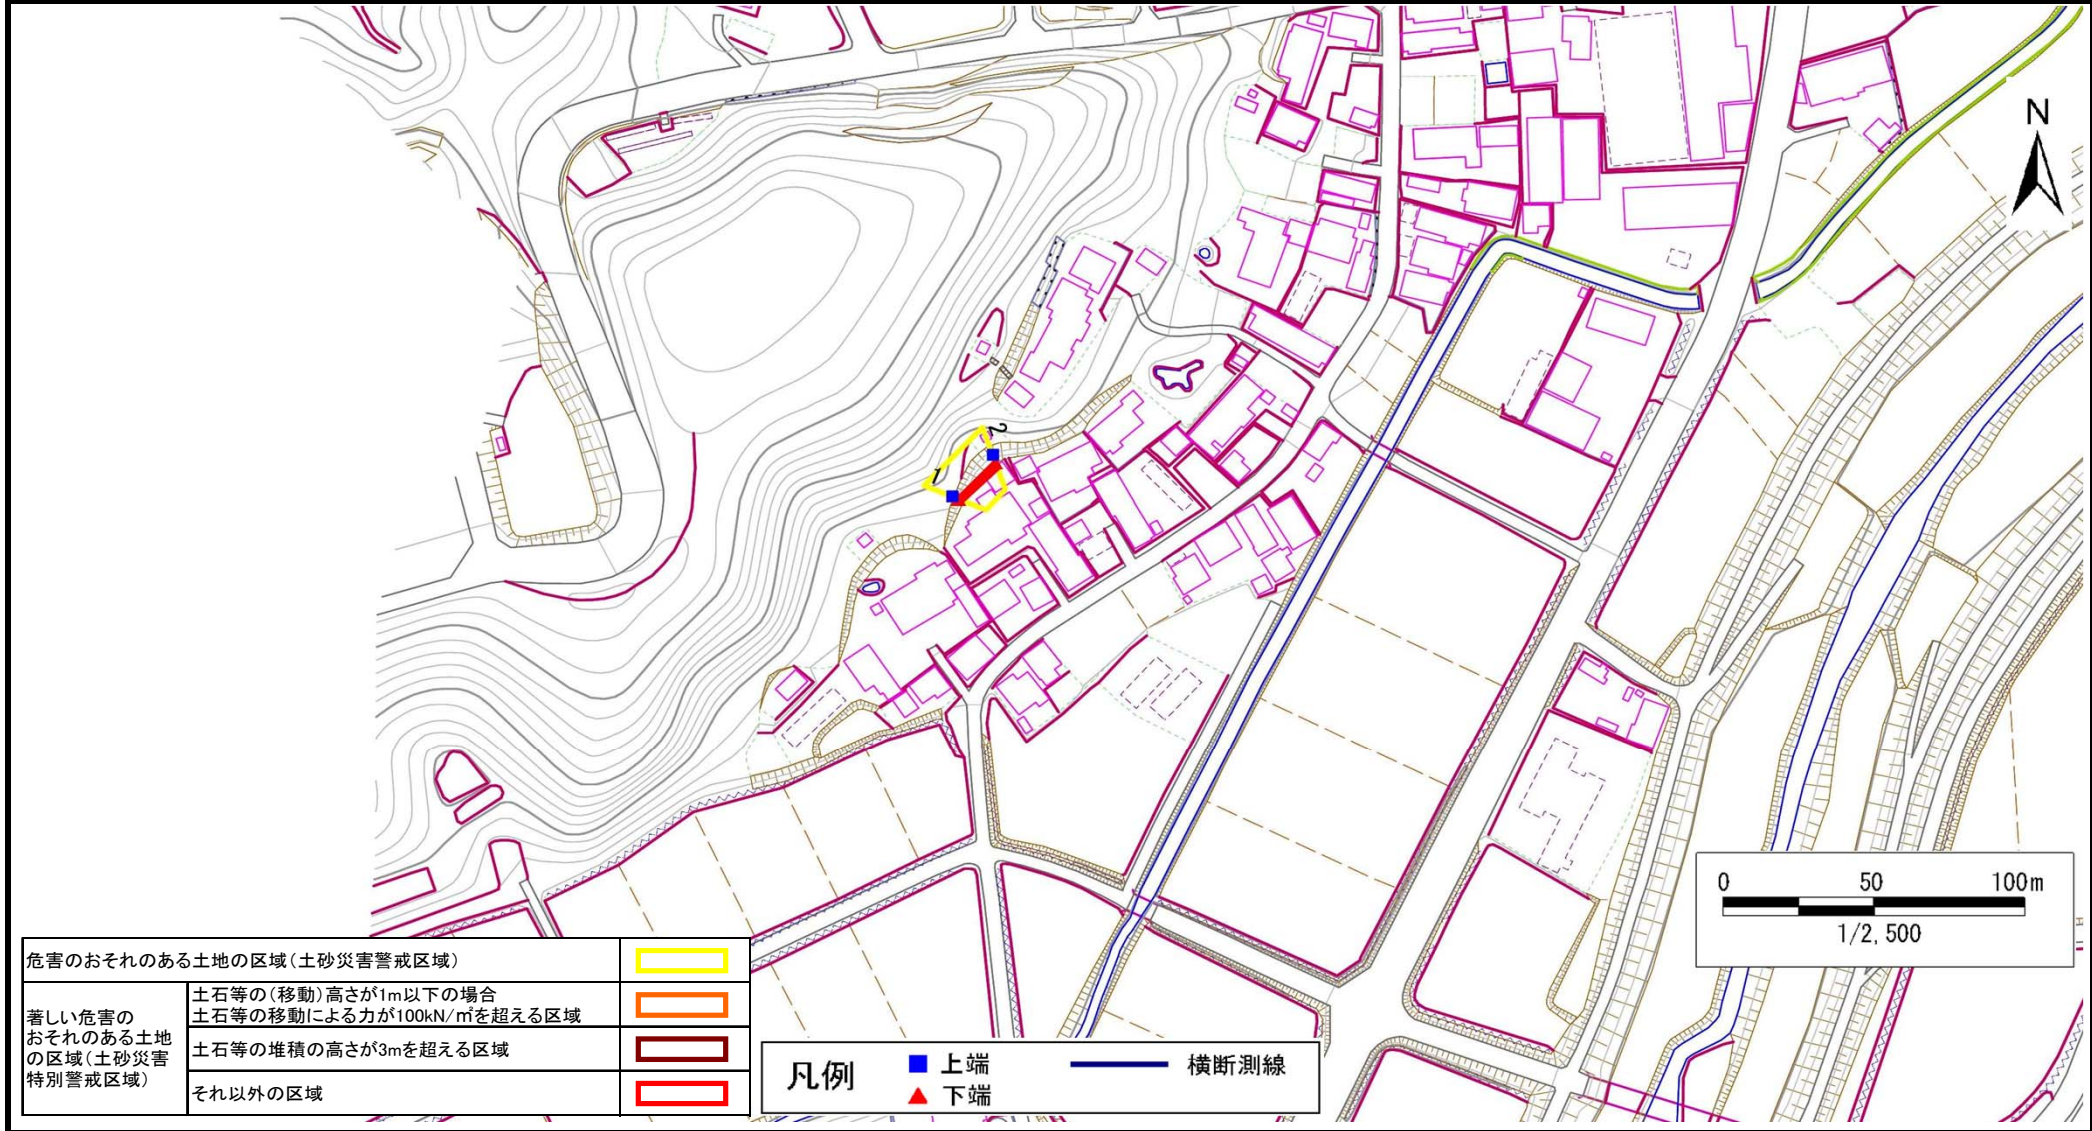 N
2
1
0 50 100m
1/2,500
危害のおそれのある土地の区域(土砂災害警戒区域)
著しい危害の
おそれのある土地
の区域(土砂災害
特別警戒区域)
土石等の(移動)高さが1m以下の場合
土石等の移動による力が100kN/㎡を超える区域
土石等の堆積の高さが3mを超える区域
それ以外の区域
凡例
上端
下端
横断測線